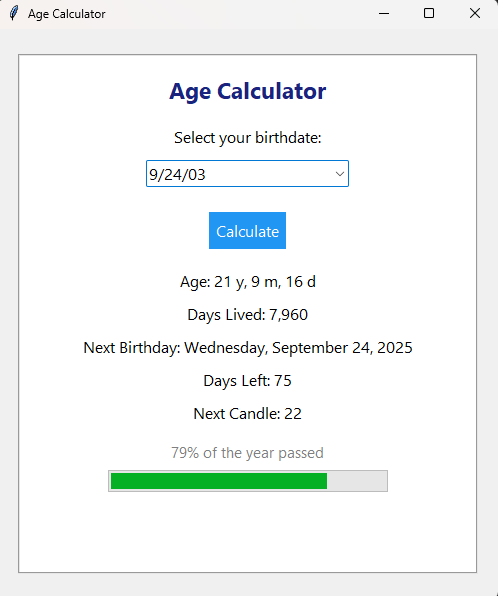 Age Calculator
Age Calculator
Select your birthdate:
9/24/03
Calculate
Age: 21 y, 9 m, 16 d
Days Lived: 7,960
Next Birthday: Wednesday, September 24, 2025
Days Left: 75
Next Candle: 22
79% of the year passed